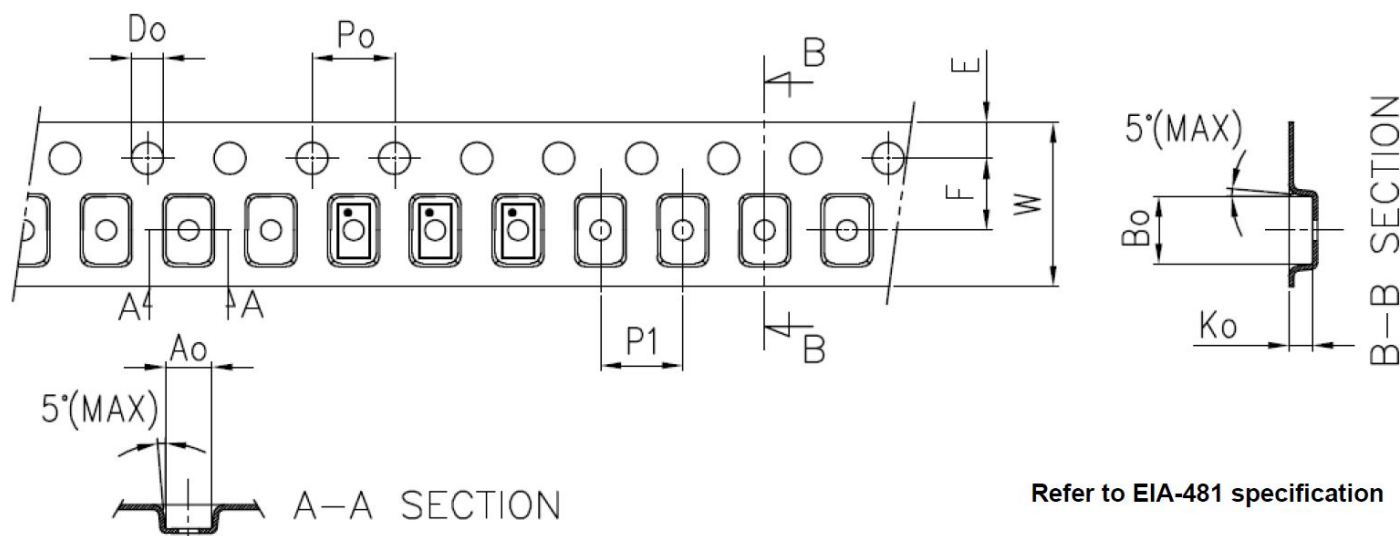 Do
Po
B
E
5°(MAX)
F
W
Bo
B-B SECTION
A
A
Ko
P1
B
Ao
5°(MAX)
A-A SECTION
Refer to EIA-481 specification